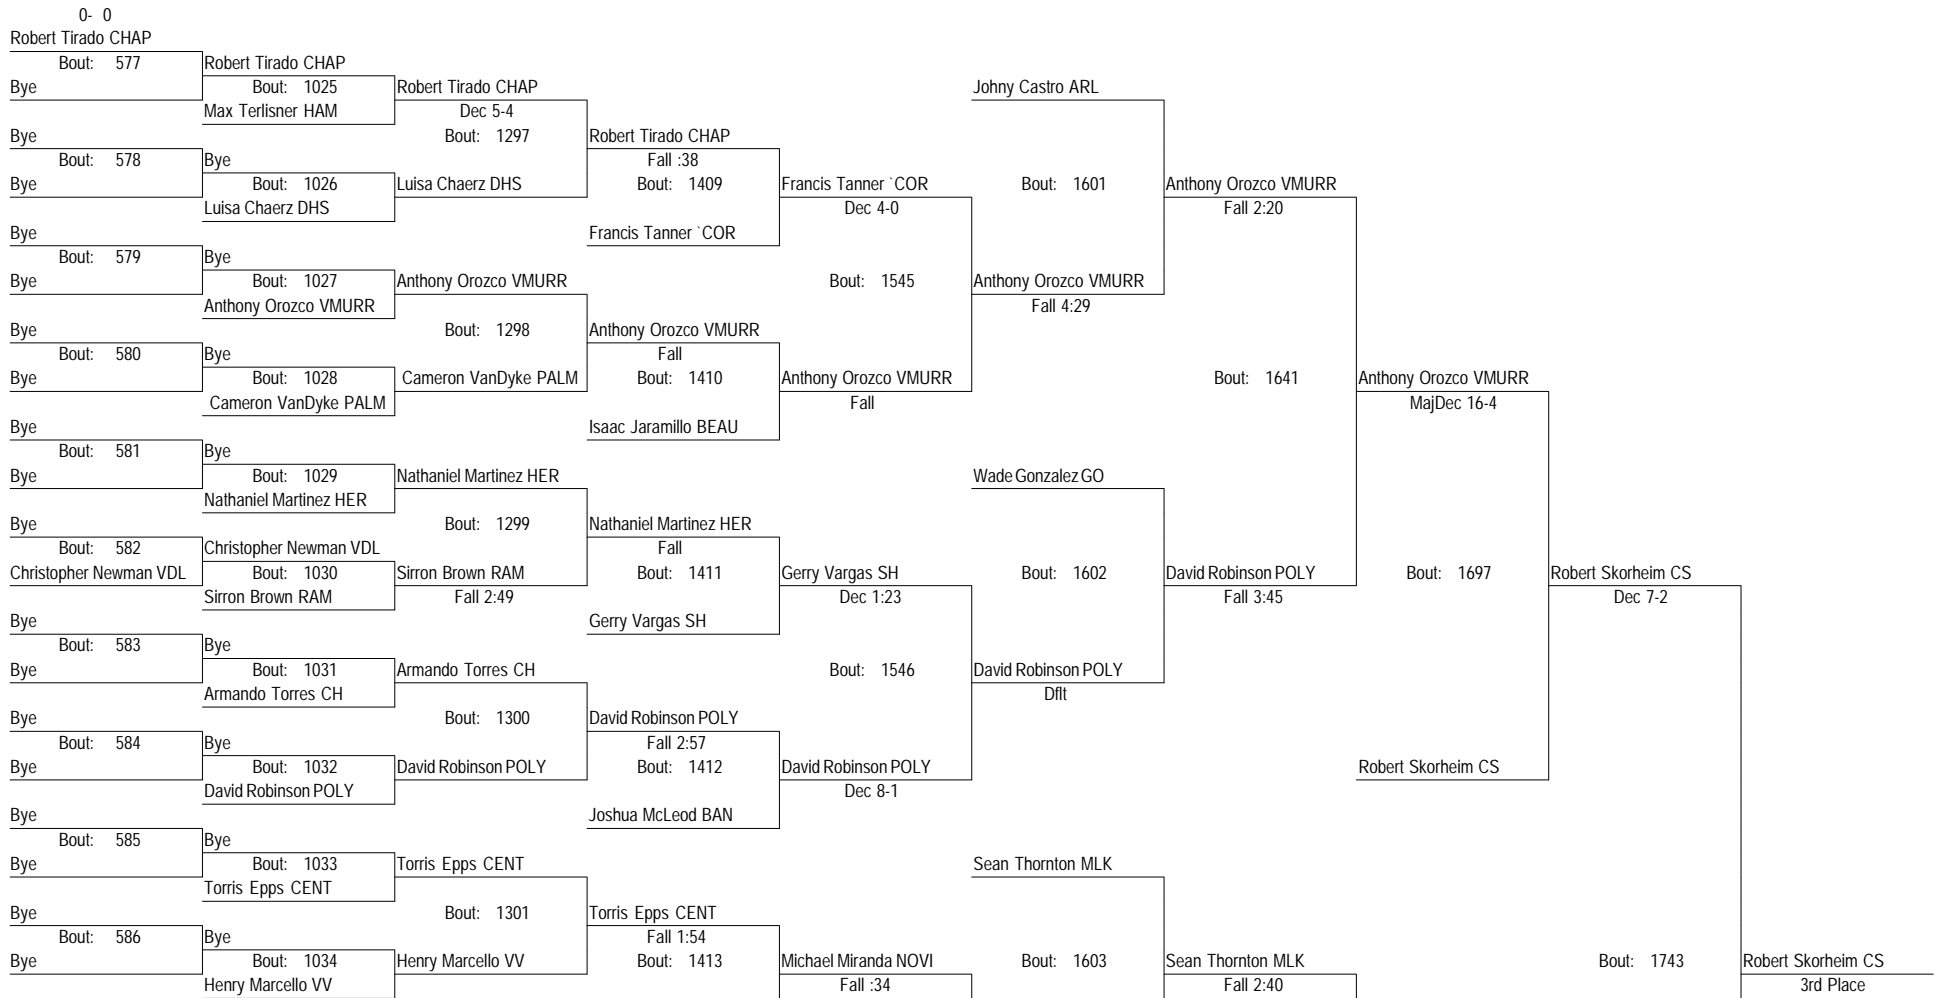 0- 0
Robert Tirado CHAP
Bout: 577
Robert Tirado CHAP
Bye
Bout: 1025
Robert Tirado CHAP
Johny Castro ARL
Max Terlisner HAM
Dec 5-4
Bye
Bout: 1297
Robert Tirado CHAP
Bout: 578
Bye
Fall :38
Bye
Bout: 1026
Luisa Chaerz DHS
Bout: 1409
Francis Tanner `COR
Bout: 1601
Anthony Orozco VMURR
Luisa Chaerz DHS
Dec 4-0
Fall 2:20
Bye
Francis Tanner `COR
Bout: 579
Bye
Bye
Bout: 1027
Anthony Orozco VMURR
Bout: 1545
Anthony Orozco VMURR
Anthony Orozco VMURR
Fall 4:29
Bye
Bout: 1298
Anthony Orozco VMURR
Bout: 580
Bye
Fall
Bye
Bout: 1028
Cameron VanDyke PALM
Bout: 1410
Anthony Orozco VMURR
Bout: 1641
Anthony Orozco VMURR
Cameron VanDyke PALM
Fall
MajDec 16-4
Bye
Isaac Jaramillo BEAU
Bout: 581
Bye
Bye
Bout: 1029
Nathaniel Martinez HER
Wade Gonzalez GO
Nathaniel Martinez HER
Bye
Bout: 1299
Nathaniel Martinez HER
Bout: 582
Christopher Newman VDL
Fall
Christopher Newman VDL
Bout: 1030
Sirron Brown RAM
Bout: 1411
Gerry Vargas SH
Bout: 1602
David Robinson POLY
Bout: 1697
Robert Skorheim CS
Sirron Brown RAM
Fall 2:49
Dec 1:23
Fall 3:45
Dec 7-2
Bye
Gerry Vargas SH
Bout: 583
Bye
Bye
Bout: 1031
Armando Torres CH
Bout: 1546
David Robinson POLY
Armando Torres CH
Dflt
Bye
Bout: 1300
David Robinson POLY
Bout: 584
Bye
Fall 2:57
Bye
Bout: 1032
David Robinson POLY
Bout: 1412
David Robinson POLY
Robert Skorheim CS
David Robinson POLY
Dec 8-1
Bye
Joshua McLeod BAN
Bout: 585
Bye
Bye
Bout: 1033
Torris Epps CENT
Sean Thornton MLK
Torris Epps CENT
Bye
Bout: 1301
Torris Epps CENT
Bout: 586
Bye
Fall 1:54
Bye
Bout: 1034
Henry Marcello VV
Bout: 1413
Michael Miranda NOVI
Bout: 1603
Sean Thornton MLK
Bout: 1743
Robert Skorheim CS
Henry Marcello VV
Fall :34
Fall 2:40
3rd Place